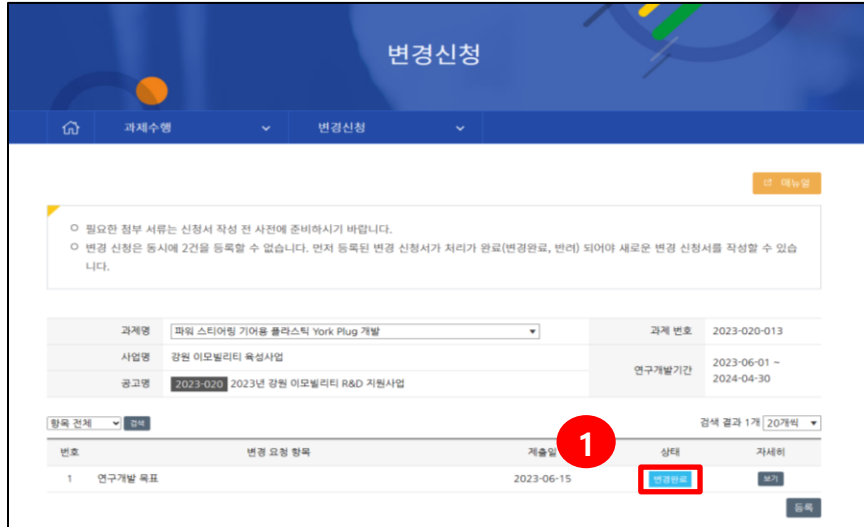 변경신청
과제수행 변경신청
매뉴얼
필요한 첨부 서류는 신청서 작성 전 사전에 준비하시기 바랍니다.
변경 신청은 동시에 2건을 등록할 수 없습니다. 먼저 등록된 변경 신청서가 처리가 완료(변경완료, 반려) 되어야 새로운 변경 신청서를 작성할 수 있습
니다.
과제명 파워 스티어링 기어용 플라스틱 York Plug 개발 과제 번호 2023-020-013
사업명 강원 이모빌리티 육성사업 연구개발기간 2023-06-01 ~
2024-04-30
공고명 2023-020 2023년 강원 이모빌리티 R&D 지원사업
항목 전체 검색 검색 결과 1개 20개씩
번호 변경 요청 항목 제출일 1 상태 자세히
1 연구개발 목표 2023-06-15 변경완료 보기
등록